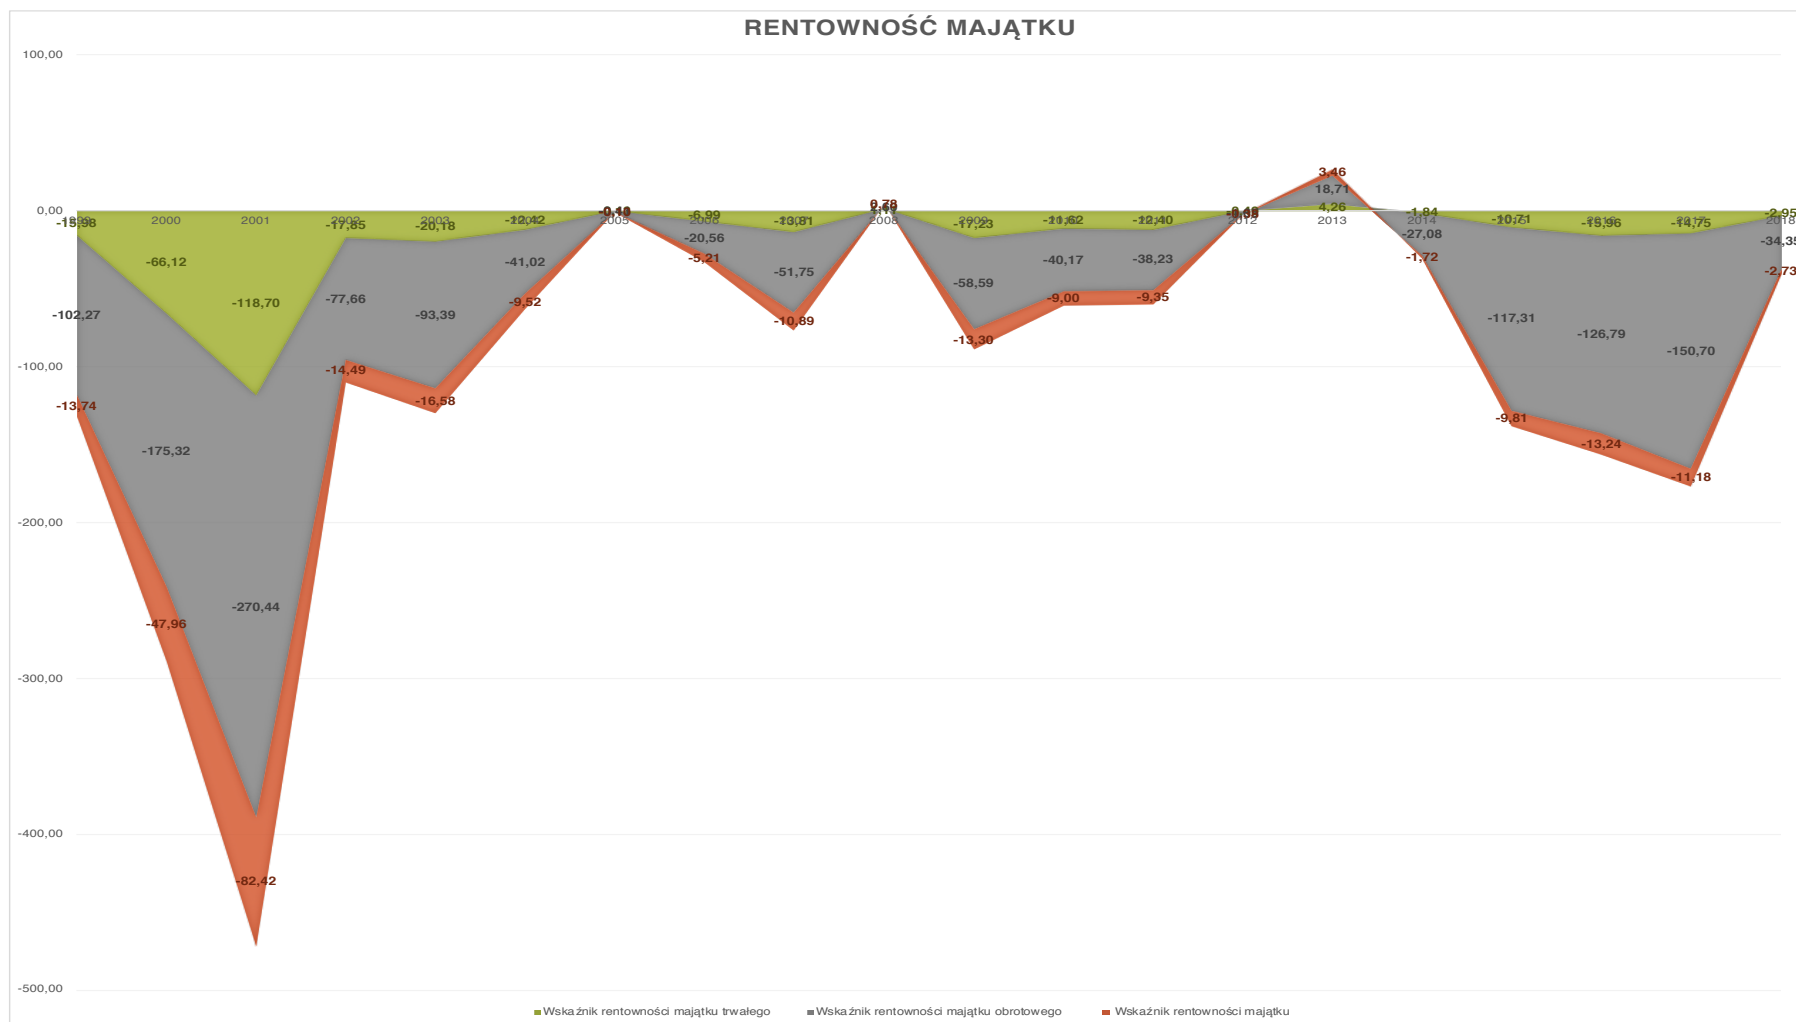 RENTOWNOŚĆ MAJĄTKU
100,00
0,00
-100,00
-200,00
-300,00
-400,00
-500,00
1999 2000 2001 2002 2003 2005 2008 2009 2012 2013 2014 2017 2018
-15,98 -66,12 -118,70 -17,85 -20,18 -12,42 -6,99 -13,81 -17,23 -11,62 -12,40 4,26 -1,84 -10,71 -15,96 -14,75 -2,95
-102,27 -175,32 -270,44 -77,66 -93,39 -41,02 -20,56 -51,75 -58,59 -40,17 -38,23 18,71 -27,08 -117,31 -126,79 -150,70 -34,35
-13,74 -47,96 -82,42 -14,49 -16,58 -9,52 -5,21 -10,89 0,78 -13,30 -9,00 -9,35 3,46 -1,72 -9,81 -13,24 -11,18 -2,73
Wskaźnik rentowności majątku trwałego Wskaźnik rentowności majątku obrotowego Wskaźnik rentowności majątku